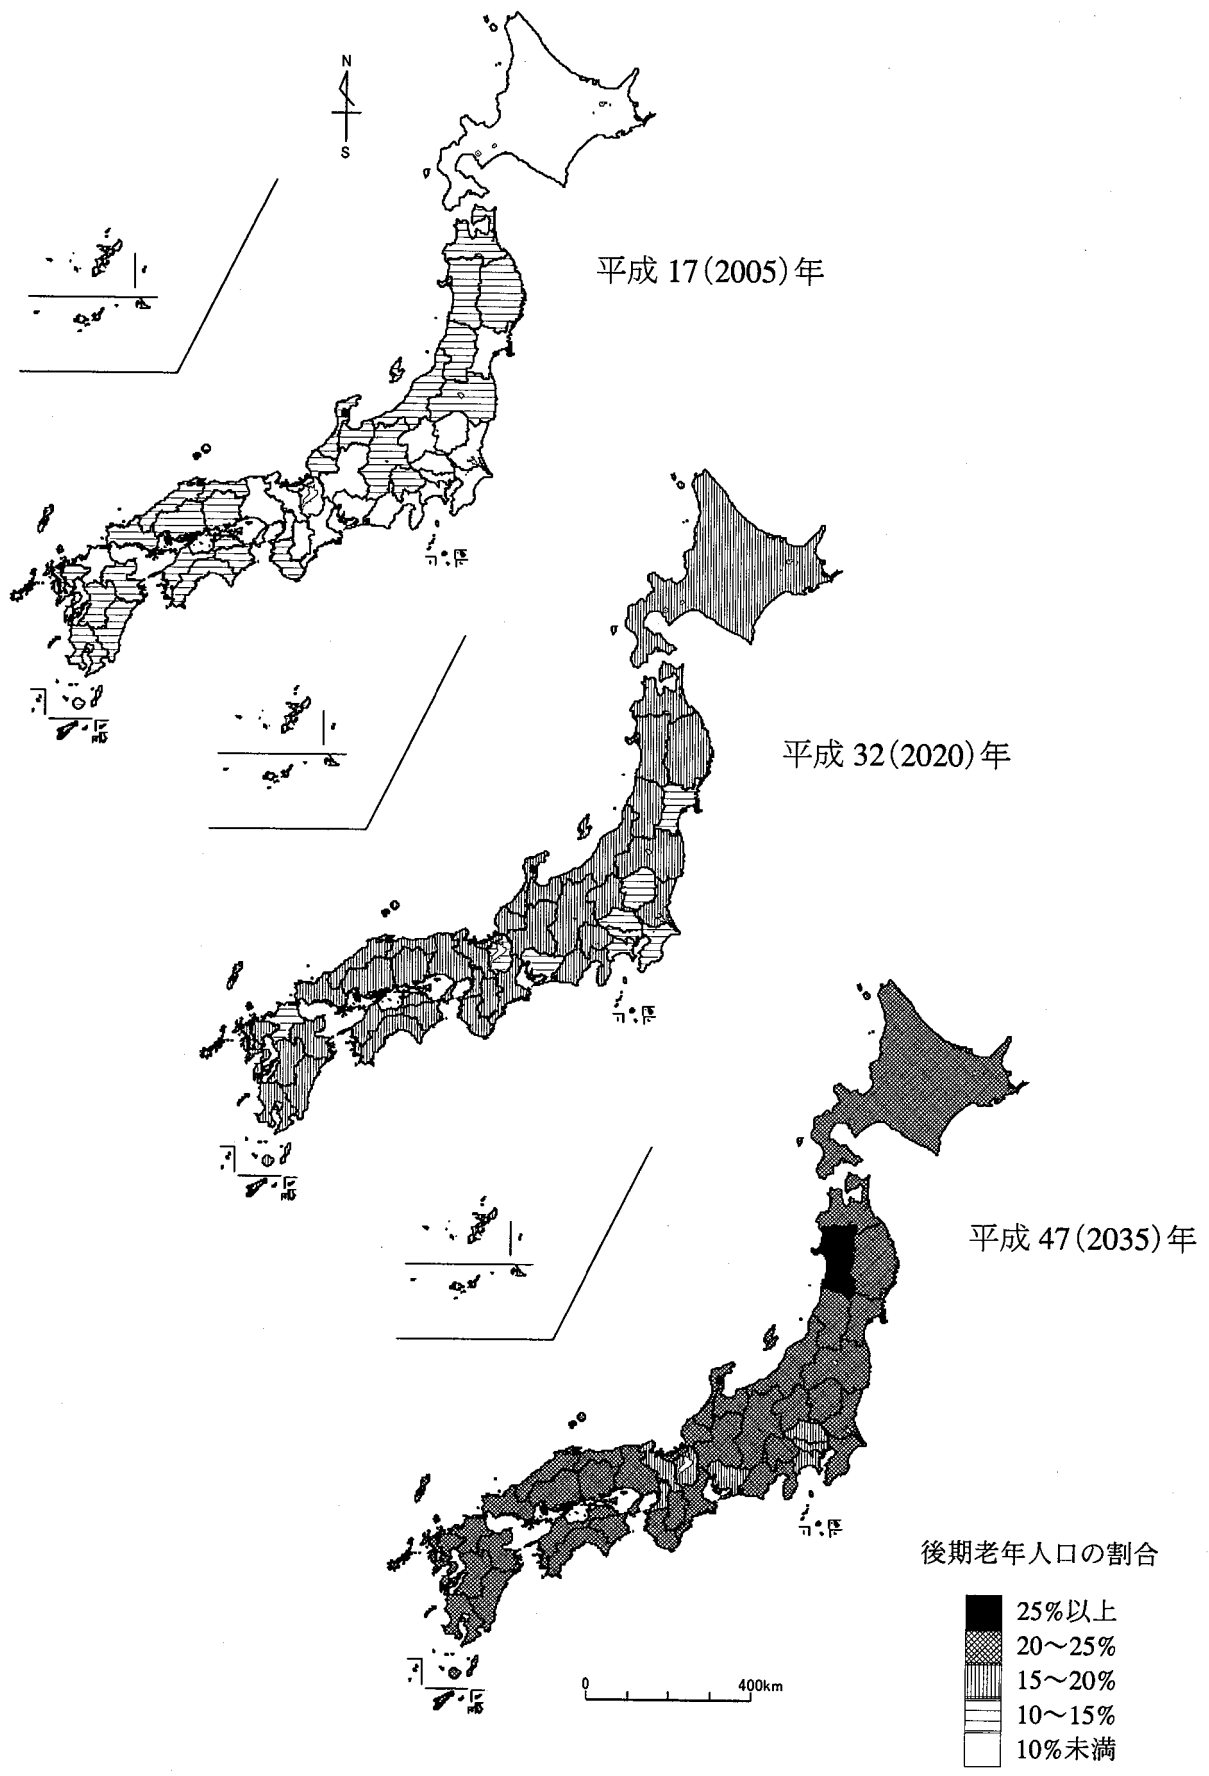 N
S
平成 17(2005)年
平成 32(2020)年
平成 47(2035)年
後期老年人口の割合
25%以上
20〜25%
15〜20%
10〜15%
10%未満
0 400km